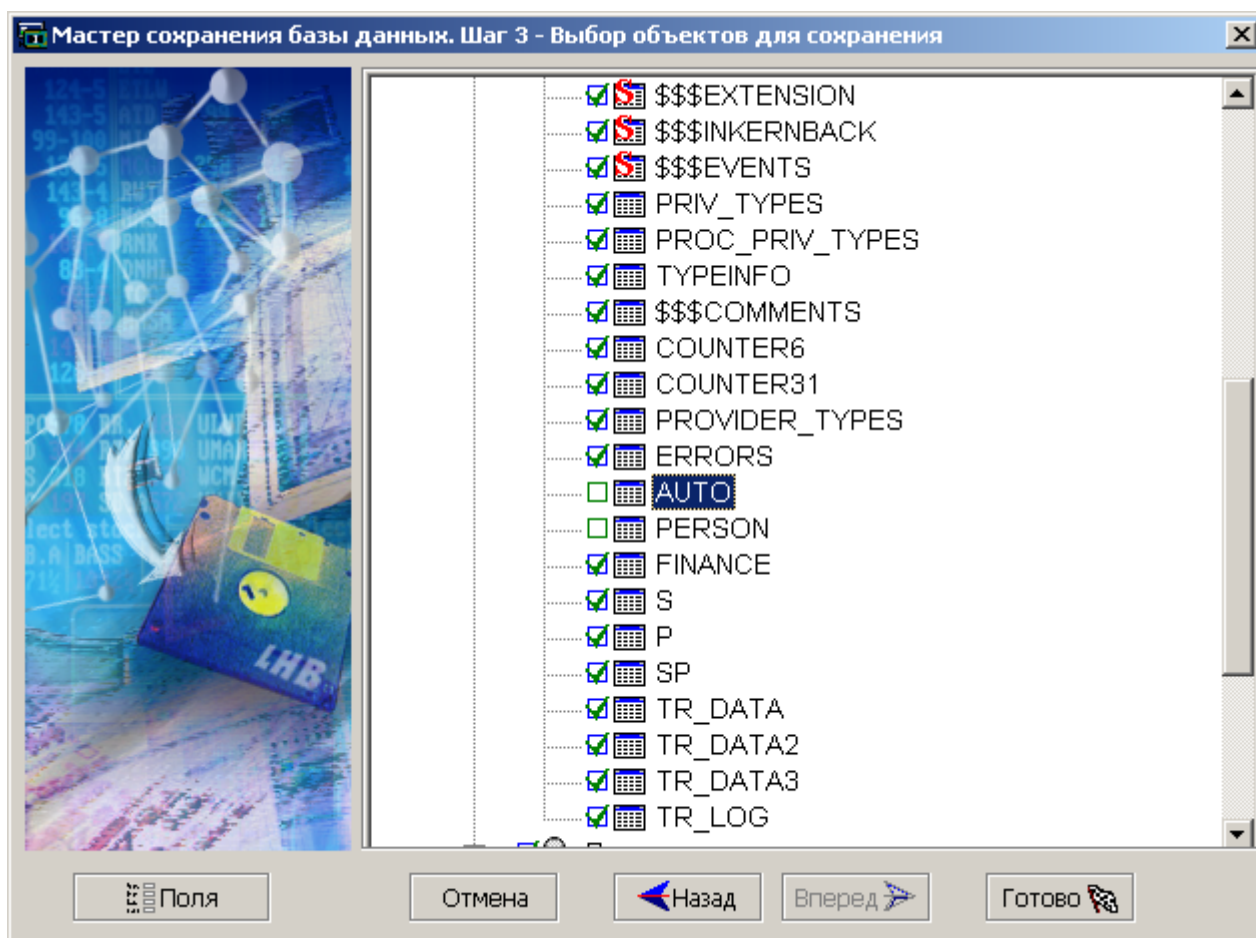 Мастер сохранения базы данных. Шаг 3 - Выбор объектов для сохранения
$$$EXTENSION
$$$INKERNBACK
$$$EVENTS
PRIV_TYPES
PROC_PRIV_TYPES
TYPEINFO
$$$COMMENTS
COUNTER6
COUNTER31
PROVIDER_TYPES
ERRORS
AUTO
PERSON
FINANCE
S
P
SP
TR_DATA
TR_DATA2
TR_DATA3
TR_LOG
LHB
Поля
Отмена
Назад
Вперед
Готово